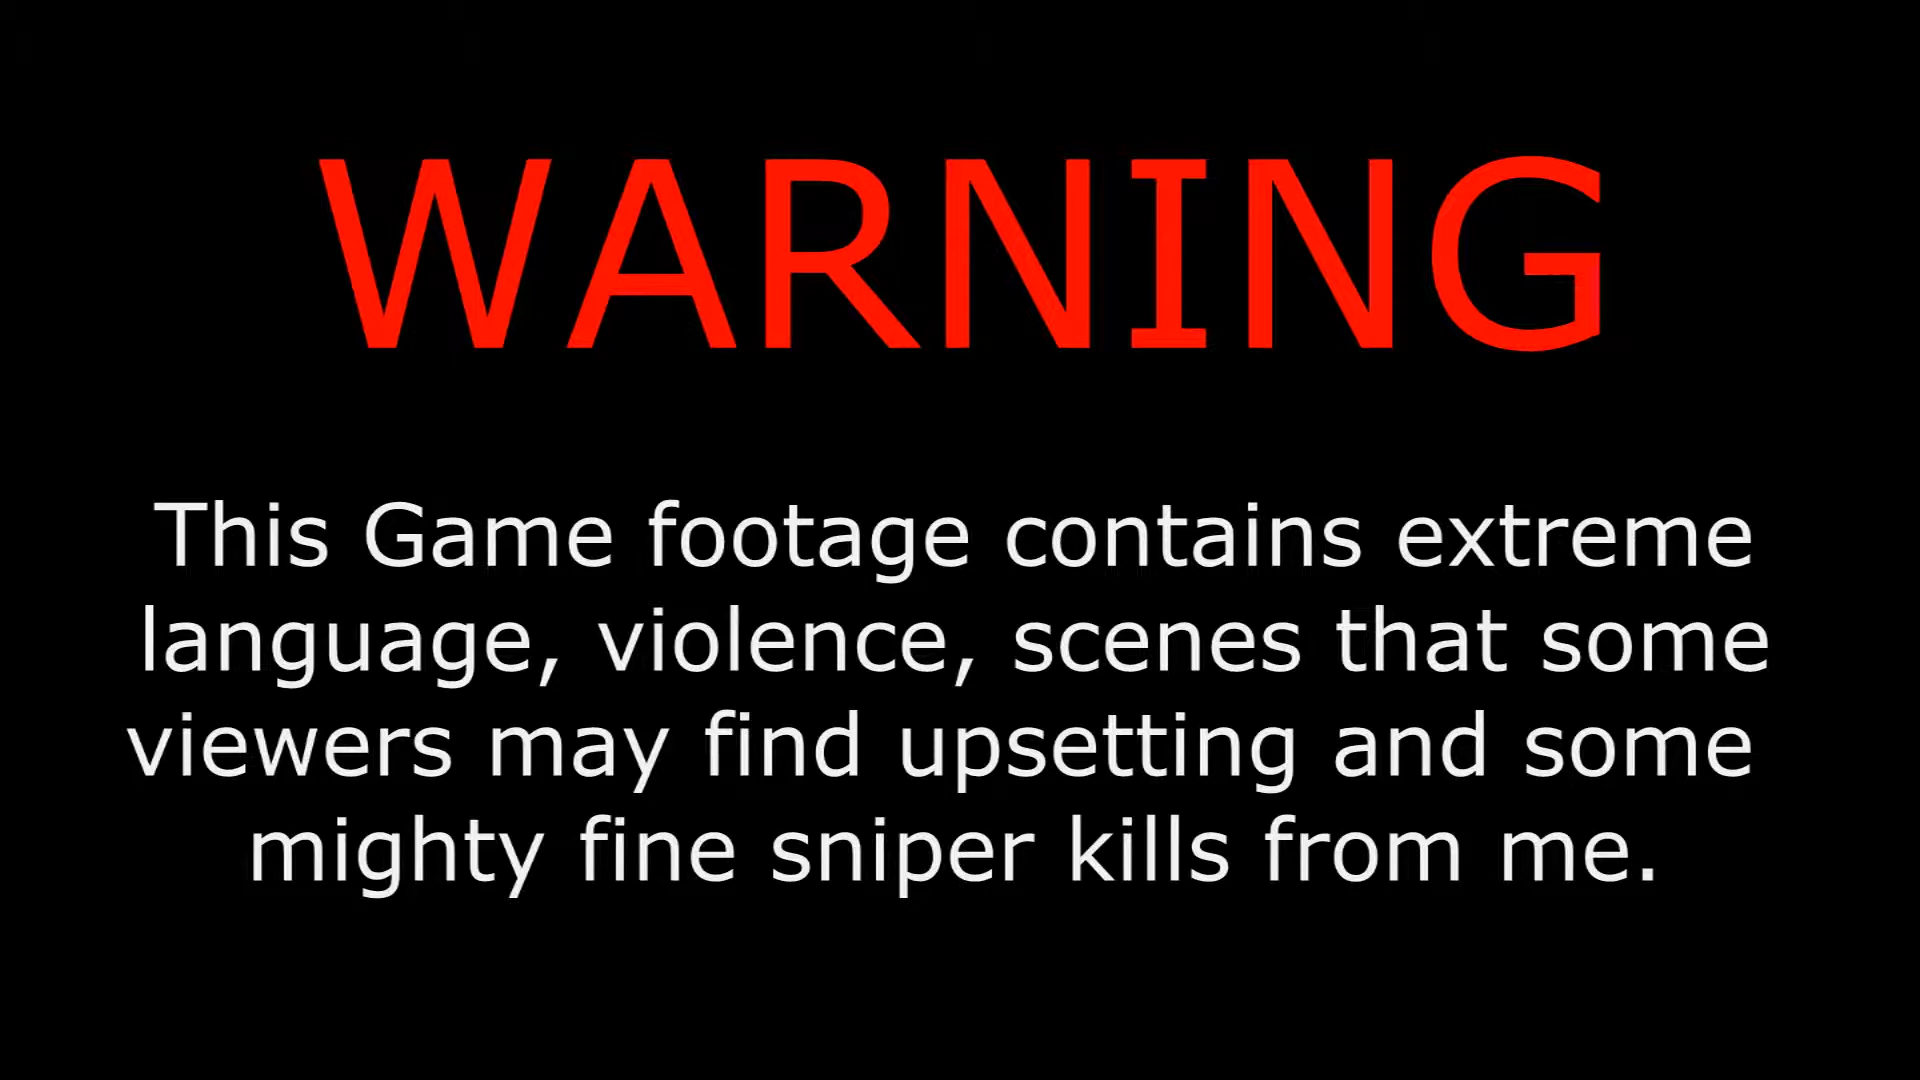 WARNING
This Game footage contains extreme
language, violence, scenes that some
viewers may find upsetting and some
mighty fine sniper kills from me.